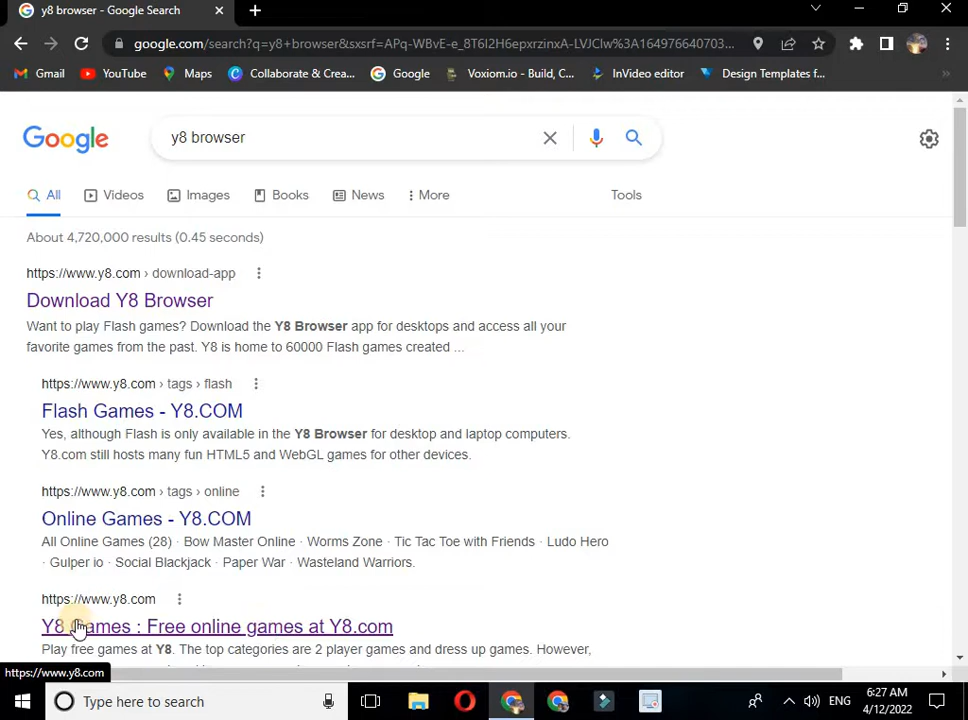 y8 browser - Google Search
google.com/search?q=y8+browser&sxsrf=APq-WBvE-e_8T6I2H6epxrzinxA-LVJClw%3A164976640703...
Gmail YouTube Maps Collaborate & Crea... Google Voxiom.io - Build, C... InVideo editor Design Templates f...
Google y8 browser
All Videos Images Books News More Tools
About 4,720,000 results (0.45 seconds)
https://www.y8.com › download-app
Download Y8 Browser
Want to play Flash games? Download the Y8 Browser app for desktops and access all your
favorite games from the past. Y8 is home to 60000 Flash games created ...
https://www.y8.com › tags › flash
Flash Games - Y8.COM
Yes, although Flash is only available in the Y8 Browser for desktop and laptop computers.
Y8.com still hosts many fun HTML5 and WebGL games for other devices.
https://www.y8.com › tags › online
Online Games - Y8.COM
All Online Games (28) · Bow Master Online · Worms Zone · Tic Tac Toe with Friends · Ludo Hero
· Gulper io · Social Blackjack · Paper War · Wasteland Warriors.
https://www.y8.com
Y8 Games : Free online games at Y8.com
Play free games at Y8. The top categories are 2 player games and dress up games. However,
https://www.y8.com
Type here to search
ENG
6:27 AM
4/12/2022